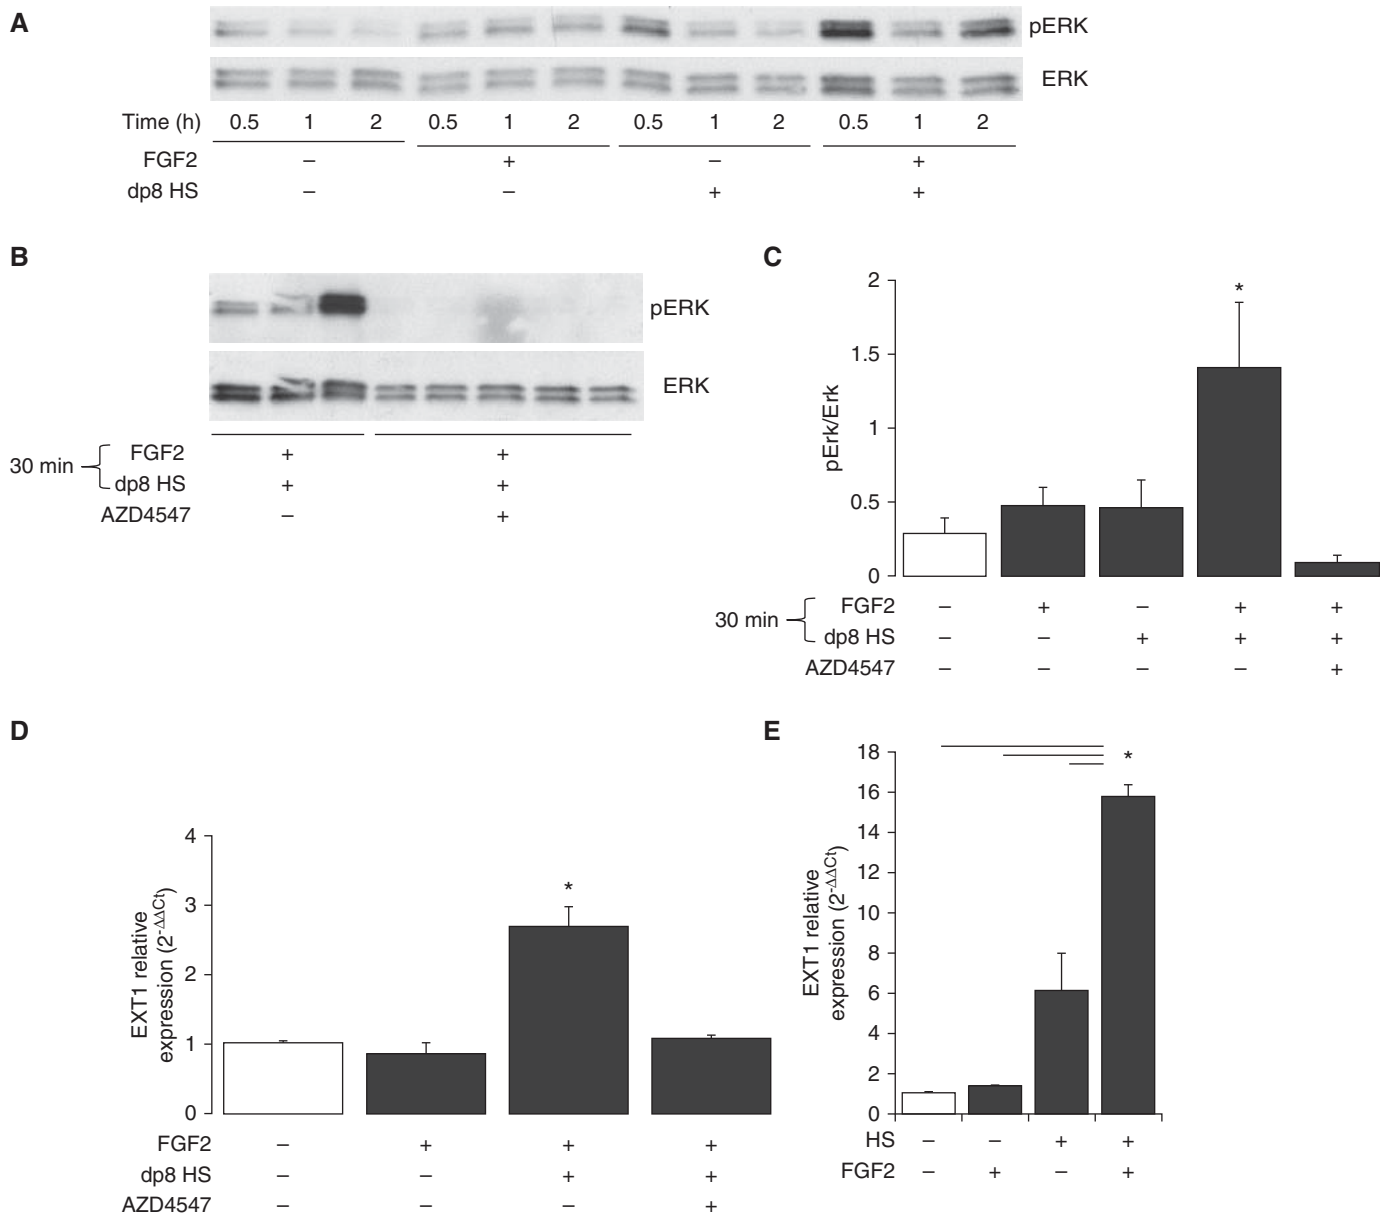 A
pERK
ERK
Time (h) 0.5 1 2 0.5 1 2 0.5 1 2 0.5 1 2
FGF2 – + – +
dp8 HS – – + +
B
pERK
ERK
30 min
FGF2 + +
dp8 HS + +
AZD4547 – +
C
pErk/Erk
2
1.5
1
0.5
0
*
30 min
FGF2 – + – + +
dp8 HS – – + + +
AZD4547 – – – – +
D
EXT1 relative
expression (2^-ΔΔCt)
4
3
2
1
0
*
FGF2 – + + +
dp8 HS – – + +
AZD4547 – – – +
E
EXT1 relative
expression (2^-ΔΔCt)
18
16
14
12
10
8
6
4
2
0
*
HS – – + +
FGF2 – + – +